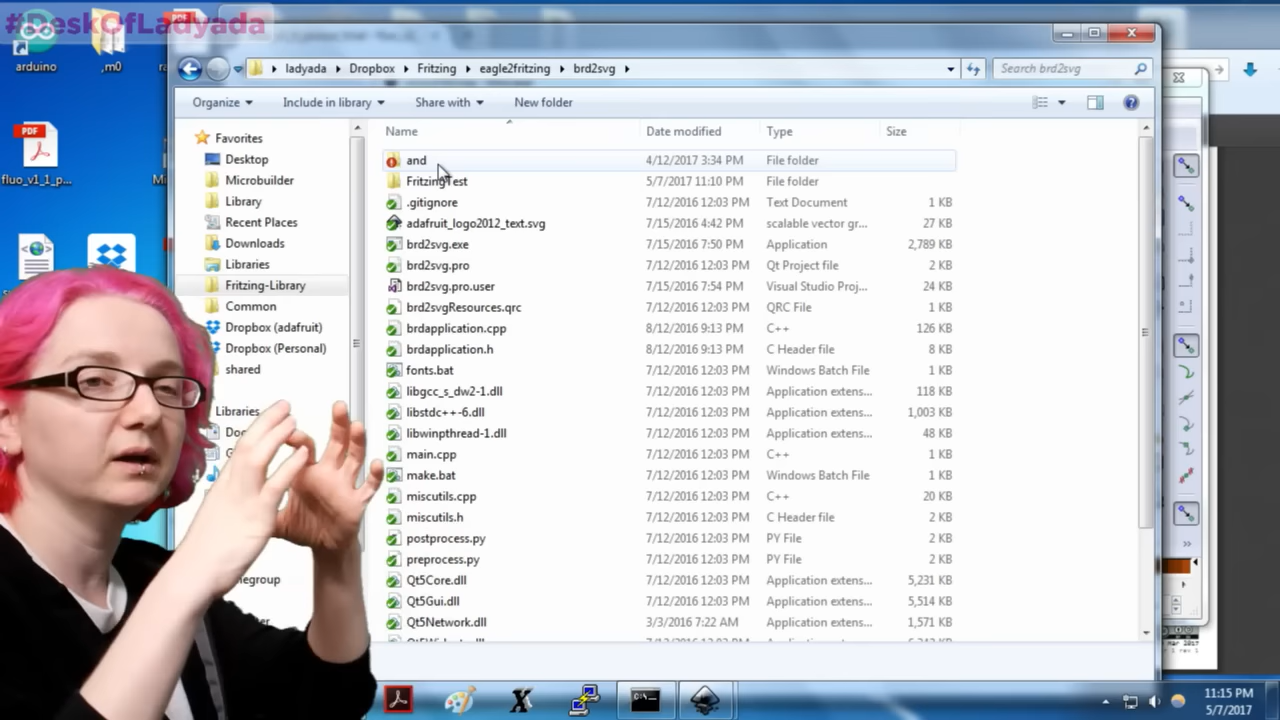 #DeskOfLadyada
arduino
,m0
PDF
PDF
fluo_v1_1_p...
ladyada Dropbox Fritzing eagle2fritzing brd2svg
Search brd2svg
Organize Include in library Share with New folder
Favorites
Desktop
Microbuilder
Library
Recent Places
Downloads
Libraries
Fritzing-Library
Common
Dropbox (adafruit)
Dropbox (Personal)
shared
Libraries
Name Date modified Type Size
and 4/12/2017 3:34 PM File folder
FritzingTest 5/7/2017 11:10 PM File folder
.gitignore 7/12/2016 12:03 PM Text Document 1 KB
adafruit_logo2012_text.svg 7/15/2016 4:42 PM scalable vector gr... 27 KB
brd2svg.exe 7/15/2016 7:50 PM Application 2,789 KB
brd2svg.pro 7/12/2016 12:03 PM Qt Project file 2 KB
brd2svg.pro.user 7/15/2016 7:54 PM Visual Studio Proj... 24 KB
brd2svgResources.qrc 7/12/2016 12:03 PM QRC File 1 KB
brdapplication.cpp 8/12/2016 9:13 PM C++ 126 KB
brdapplication.h 8/12/2016 9:13 PM C Header file 8 KB
fonts.bat 7/12/2016 12:03 PM Windows Batch File 1 KB
libgcc_s_dw2-1.dll 7/12/2016 12:03 PM Application extens... 118 KB
libstdc++-6.dll 7/12/2016 12:03 PM Application extens... 1,003 KB
libwinpthread-1.dll 7/12/2016 12:03 PM Application extens... 48 KB
main.cpp 7/12/2016 12:03 PM C++ 1 KB
make.bat 7/12/2016 12:03 PM Windows Batch File 1 KB
miscutils.cpp 7/12/2016 12:03 PM C++ 20 KB
miscutils.h 7/12/2016 12:03 PM C Header file 2 KB
postprocess.py 7/12/2016 12:03 PM PY File 2 KB
preprocess.py 7/12/2016 12:03 PM PY File 2 KB
Qt5Core.dll 7/12/2016 12:03 PM Application extens... 5,231 KB
Qt5Gui.dll 7/12/2016 12:03 PM Application extens... 5,514 KB
Qt5Network.dll 3/3/2016 7:22 AM Application extens... 1,571 KB
11:15 PM
5/7/2017